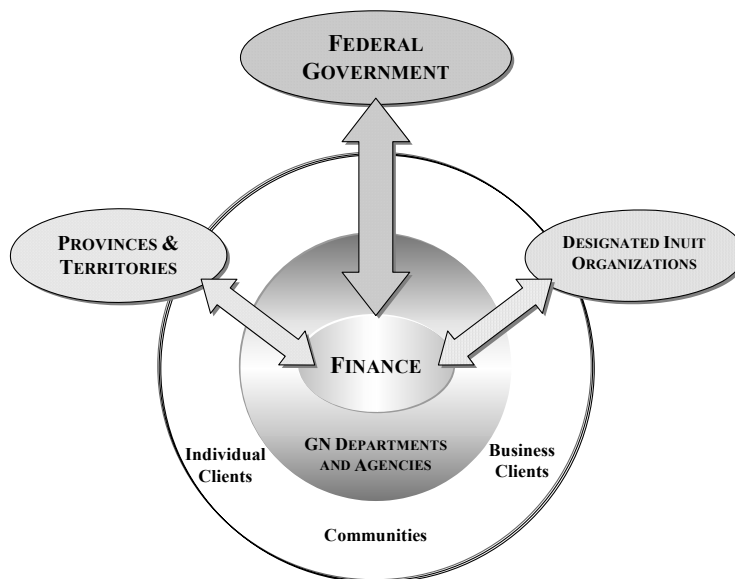 FEDERAL
GOVERNMENT
PROVINCES &
TERRITORIES
DESIGNATED INUIT
ORGANIZATIONS
FINANCE
GN DEPARTMENTS
AND AGENCIES
Individual
Clients
Business
Clients
Communities